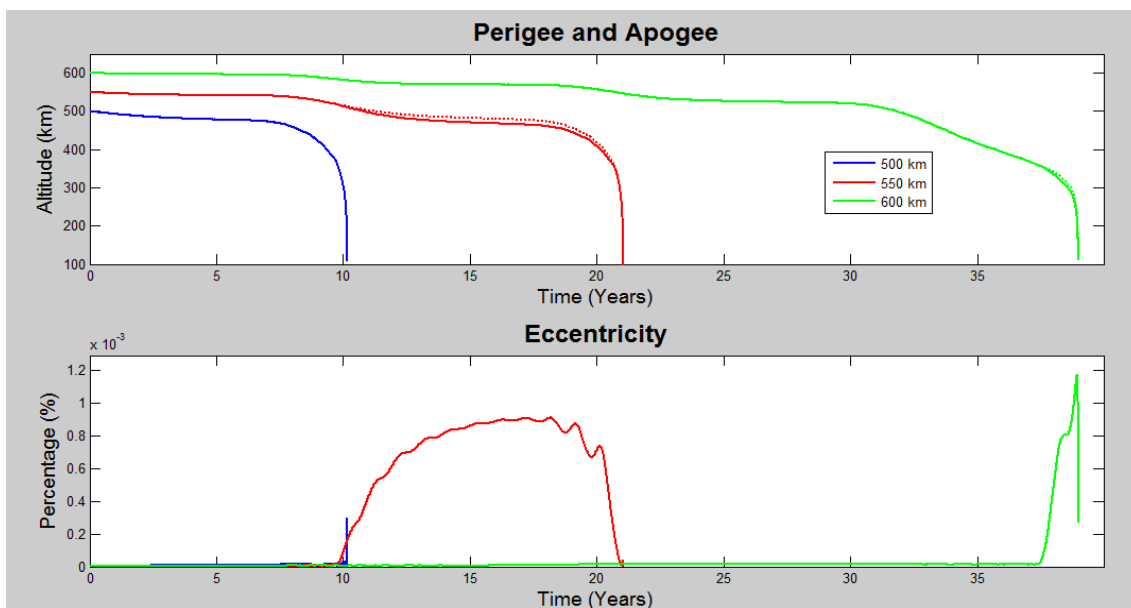 Perigee and Apogee
Altitude (km)
600
500
400
300
200
100
500 km
550 km
600 km
0 5 10 15 20 25 30 35
Time (Years)
Eccentricity
x 10^-3
Percentage (%)
1.2
1
0.8
0.6
0.4
0.2
0
0 5 10 15 20 25 30 35
Time (Years)